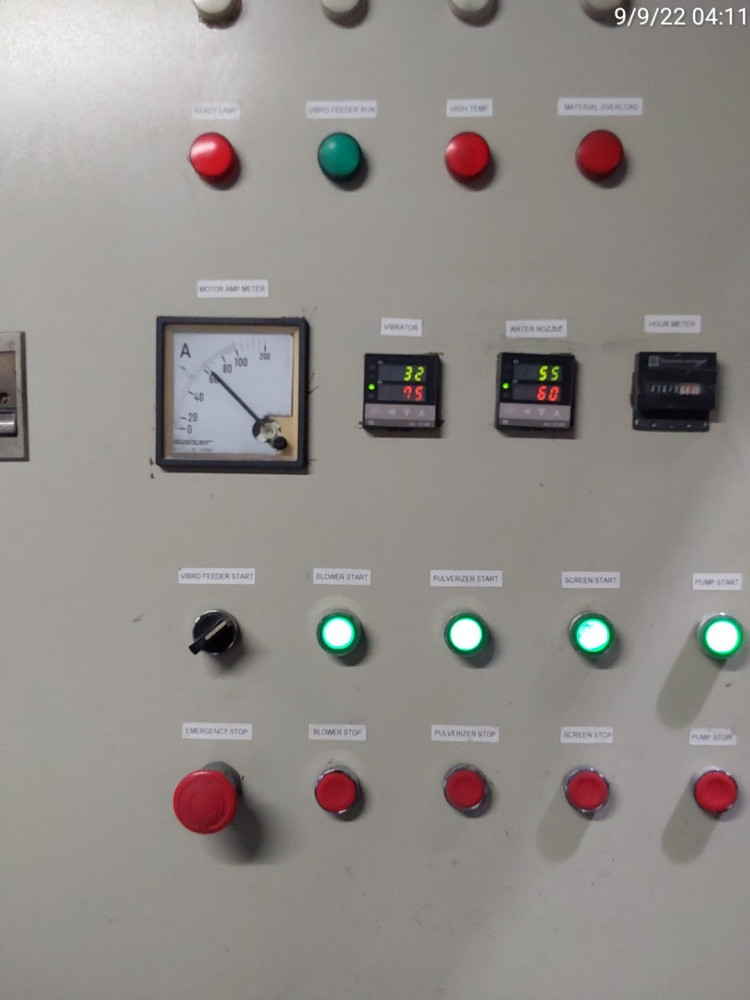 9/9/22 04:11
READY LAMP
VIBRO FEEDER RUN
HIGH TEMP
MATERIAL OVERLOAD
MOTOR AMP METER
VIBRATOR
WATER NOZZLE
HOUR METER
A
0
20
40
60
80
100
200
32
75
55
60
VIBRO FEEDER START
BLOWER START
PULVERIZER START
SCREEN START
PUMP START
EMERGENCY STOP
BLOWER STOP
PULVERIZER STOP
SCREEN STOP
PUMP STOP